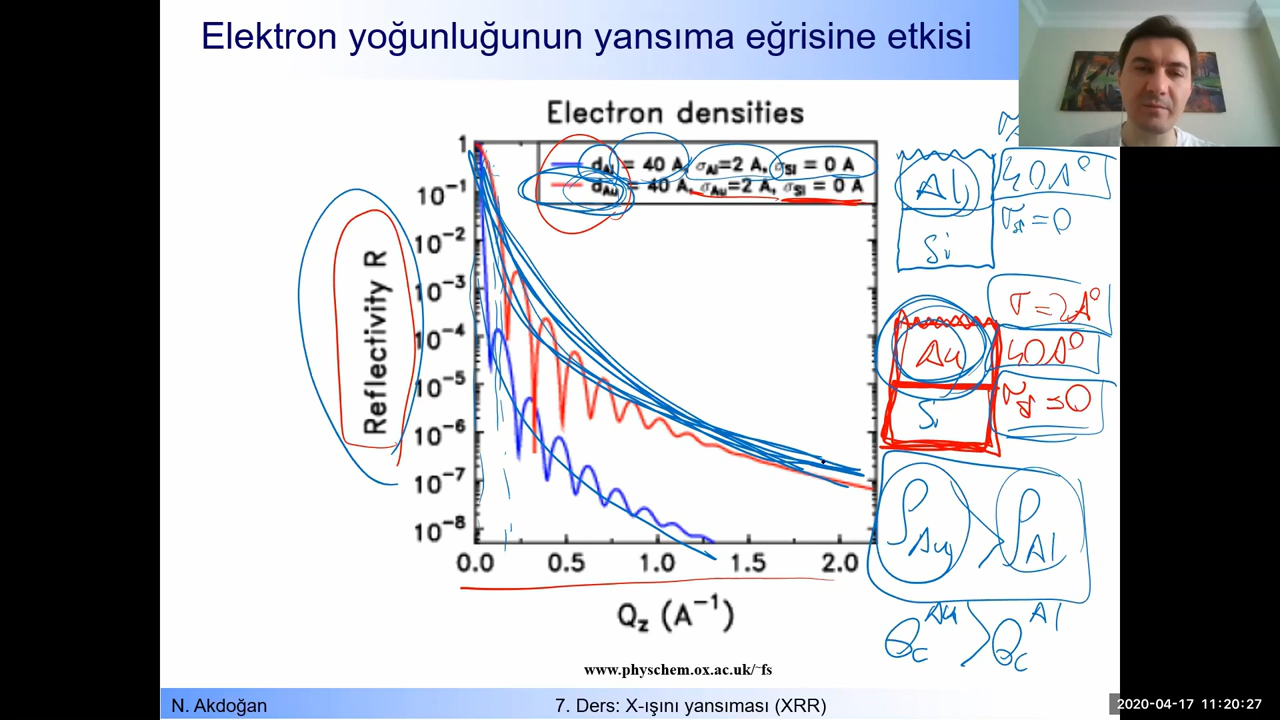 Elektron yoğunluğunun yansıma eğrisine etkisi
Electron densities
d_Al = 40 A, σ_Al=2 A, σ_Si = 0 A
d_Au = 40 A, σ_Au=2 A, σ_Si = 0 A
Reflectivity R
1
10⁻¹
10⁻²
10⁻³
10⁻⁴
10⁻⁵
10⁻⁶
10⁻⁷
10⁻⁸
0.0 0.5 1.0 1.5 2.0
Q_z (A⁻¹)
Al 40A°
Si σ_Si=0
σ=2A°
Au 40A°
Si
ρ_Au > ρ_Al
θ_c^Au > θ_c^Al
www.physchem.ox.ac.uk/~fs
N. Akdoğan
7. Ders: X-ışını yansıması (XRR)
2020-04-17 11:20:27